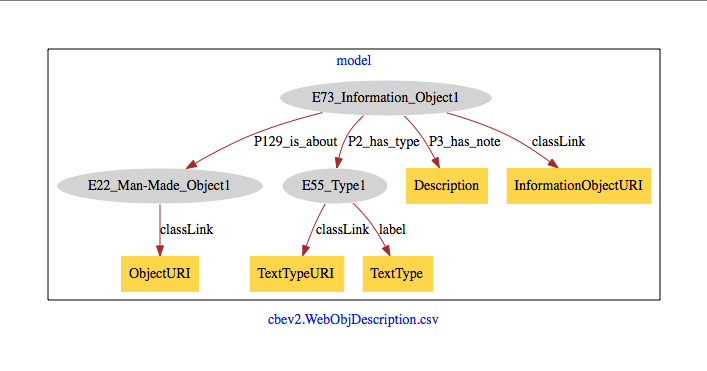 model
E73_Information_Object1
P129_is_about P2_has_type P3_has_note classLink
E22_Man-Made_Object1 E55_Type1 Description InformationObjectURI
classLink classLink label
ObjectURI TextTypeURI TextType
cbev2.WebObjDescription.csv